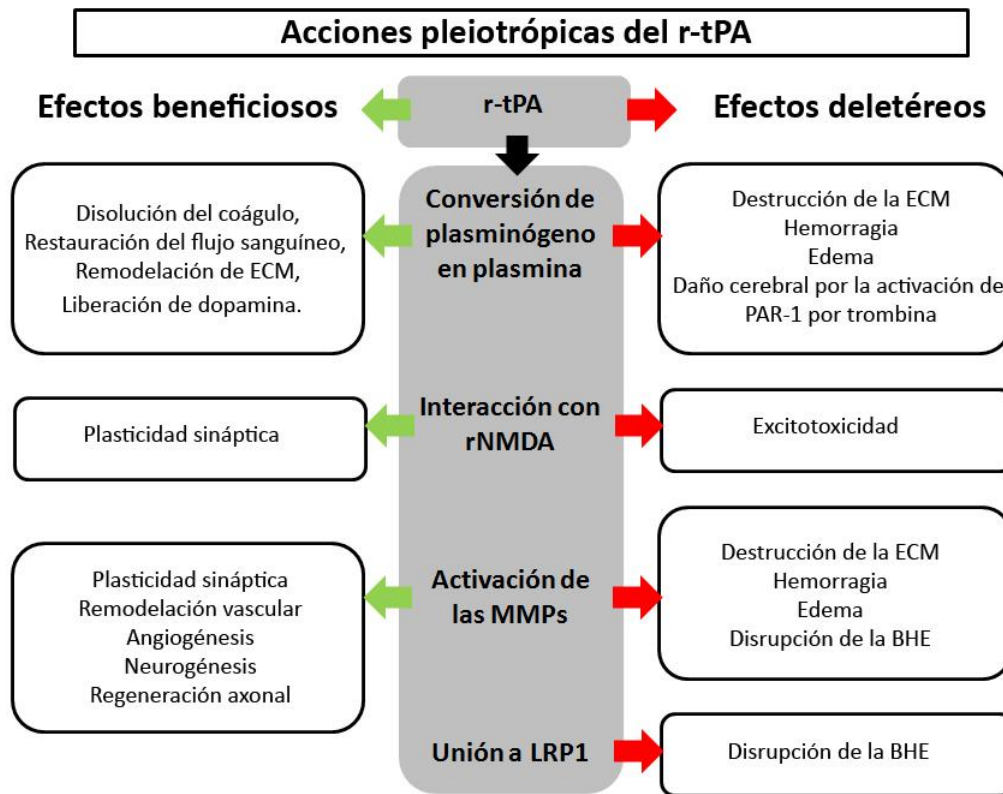 Acciones pleiotrópicas del r-tPA
Efectos beneficiosos
r-tPA
Efectos deletéreos
Disolución del coágulo,
Restauración del flujo sanguíneo,
Remodelación de ECM,
Liberación de dopamina.
Conversión de
plasminógeno
en plasmina
Destrucción de la ECM
Hemorragia
Edema
Daño cerebral por la activación de
PAR-1 por trombina
Plasticidad sináptica
Interacción con
rNMDA
Excitotoxicidad
Plasticidad sináptica
Remodelación vascular
Angiogénesis
Neurogénesis
Regeneración axonal
Activación de
las MMPs
Destrucción de la ECM
Hemorragia
Edema
Disrupción de la BHE
Unión a LRP1
Disrupción de la BHE